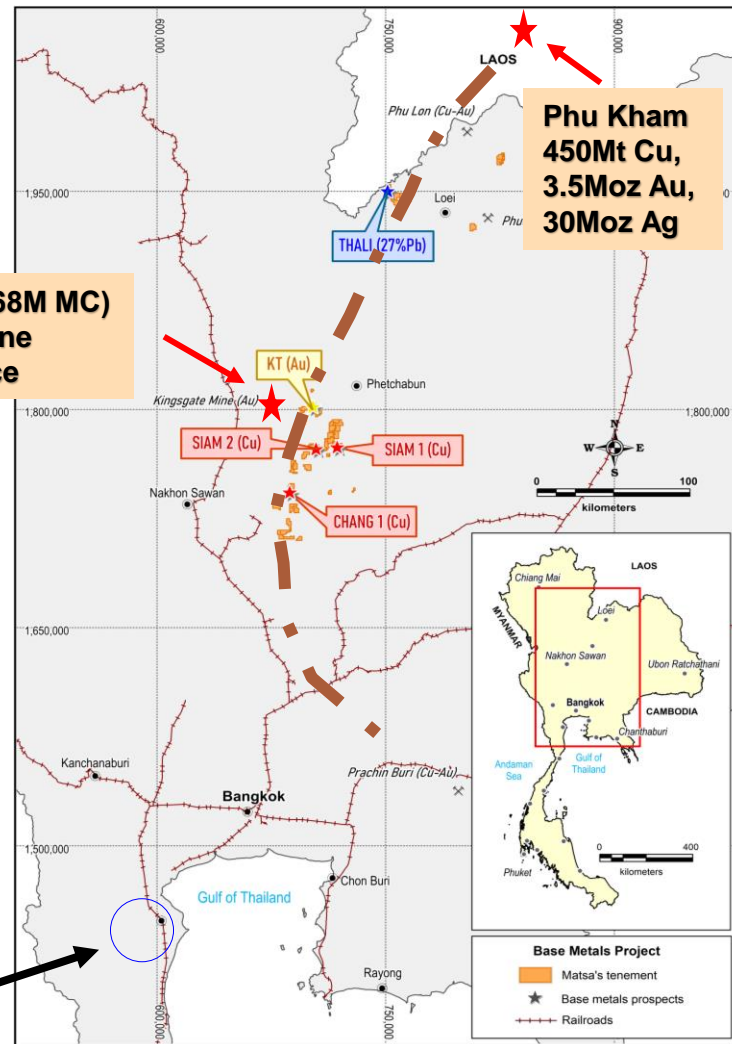 600,000
750,000
900,000
LAOS
Phu Lon (Cu-Au)
Phu Kham
450Mt Cu,
3.5Moz Au,
30Moz Ag
1,950,000
Loei
Phu
THALI (27%Pb)
68M MC)
KT (Au)
Phetchabun
Kingsgate Mine (Au)
1,800,000
1,800,000
SIAM 2 (Cu)
SIAM 1 (Cu)
N
W E
S
0 100
kilometers
Nakhon Sawan
CHANG 1 (Cu)
LAOS
Chiang Mai
MYANMAR
Loei
Nakhon Sawan
Ubon Ratchathani
Bangkok
CAMBODIA
Chanthaburi
Andaman
Sea
Gulf of
Thailand
0 400
kilometers
Phuket
1,650,000
Kanchanaburi
Prachin Buri (Cu-Au)
Bangkok
1,500,000
Chon Buri
Gulf of Thailand
Rayong
Base Metals Project
Matsa's tenement
Base metals prospects
Railroads
600,000
750,000